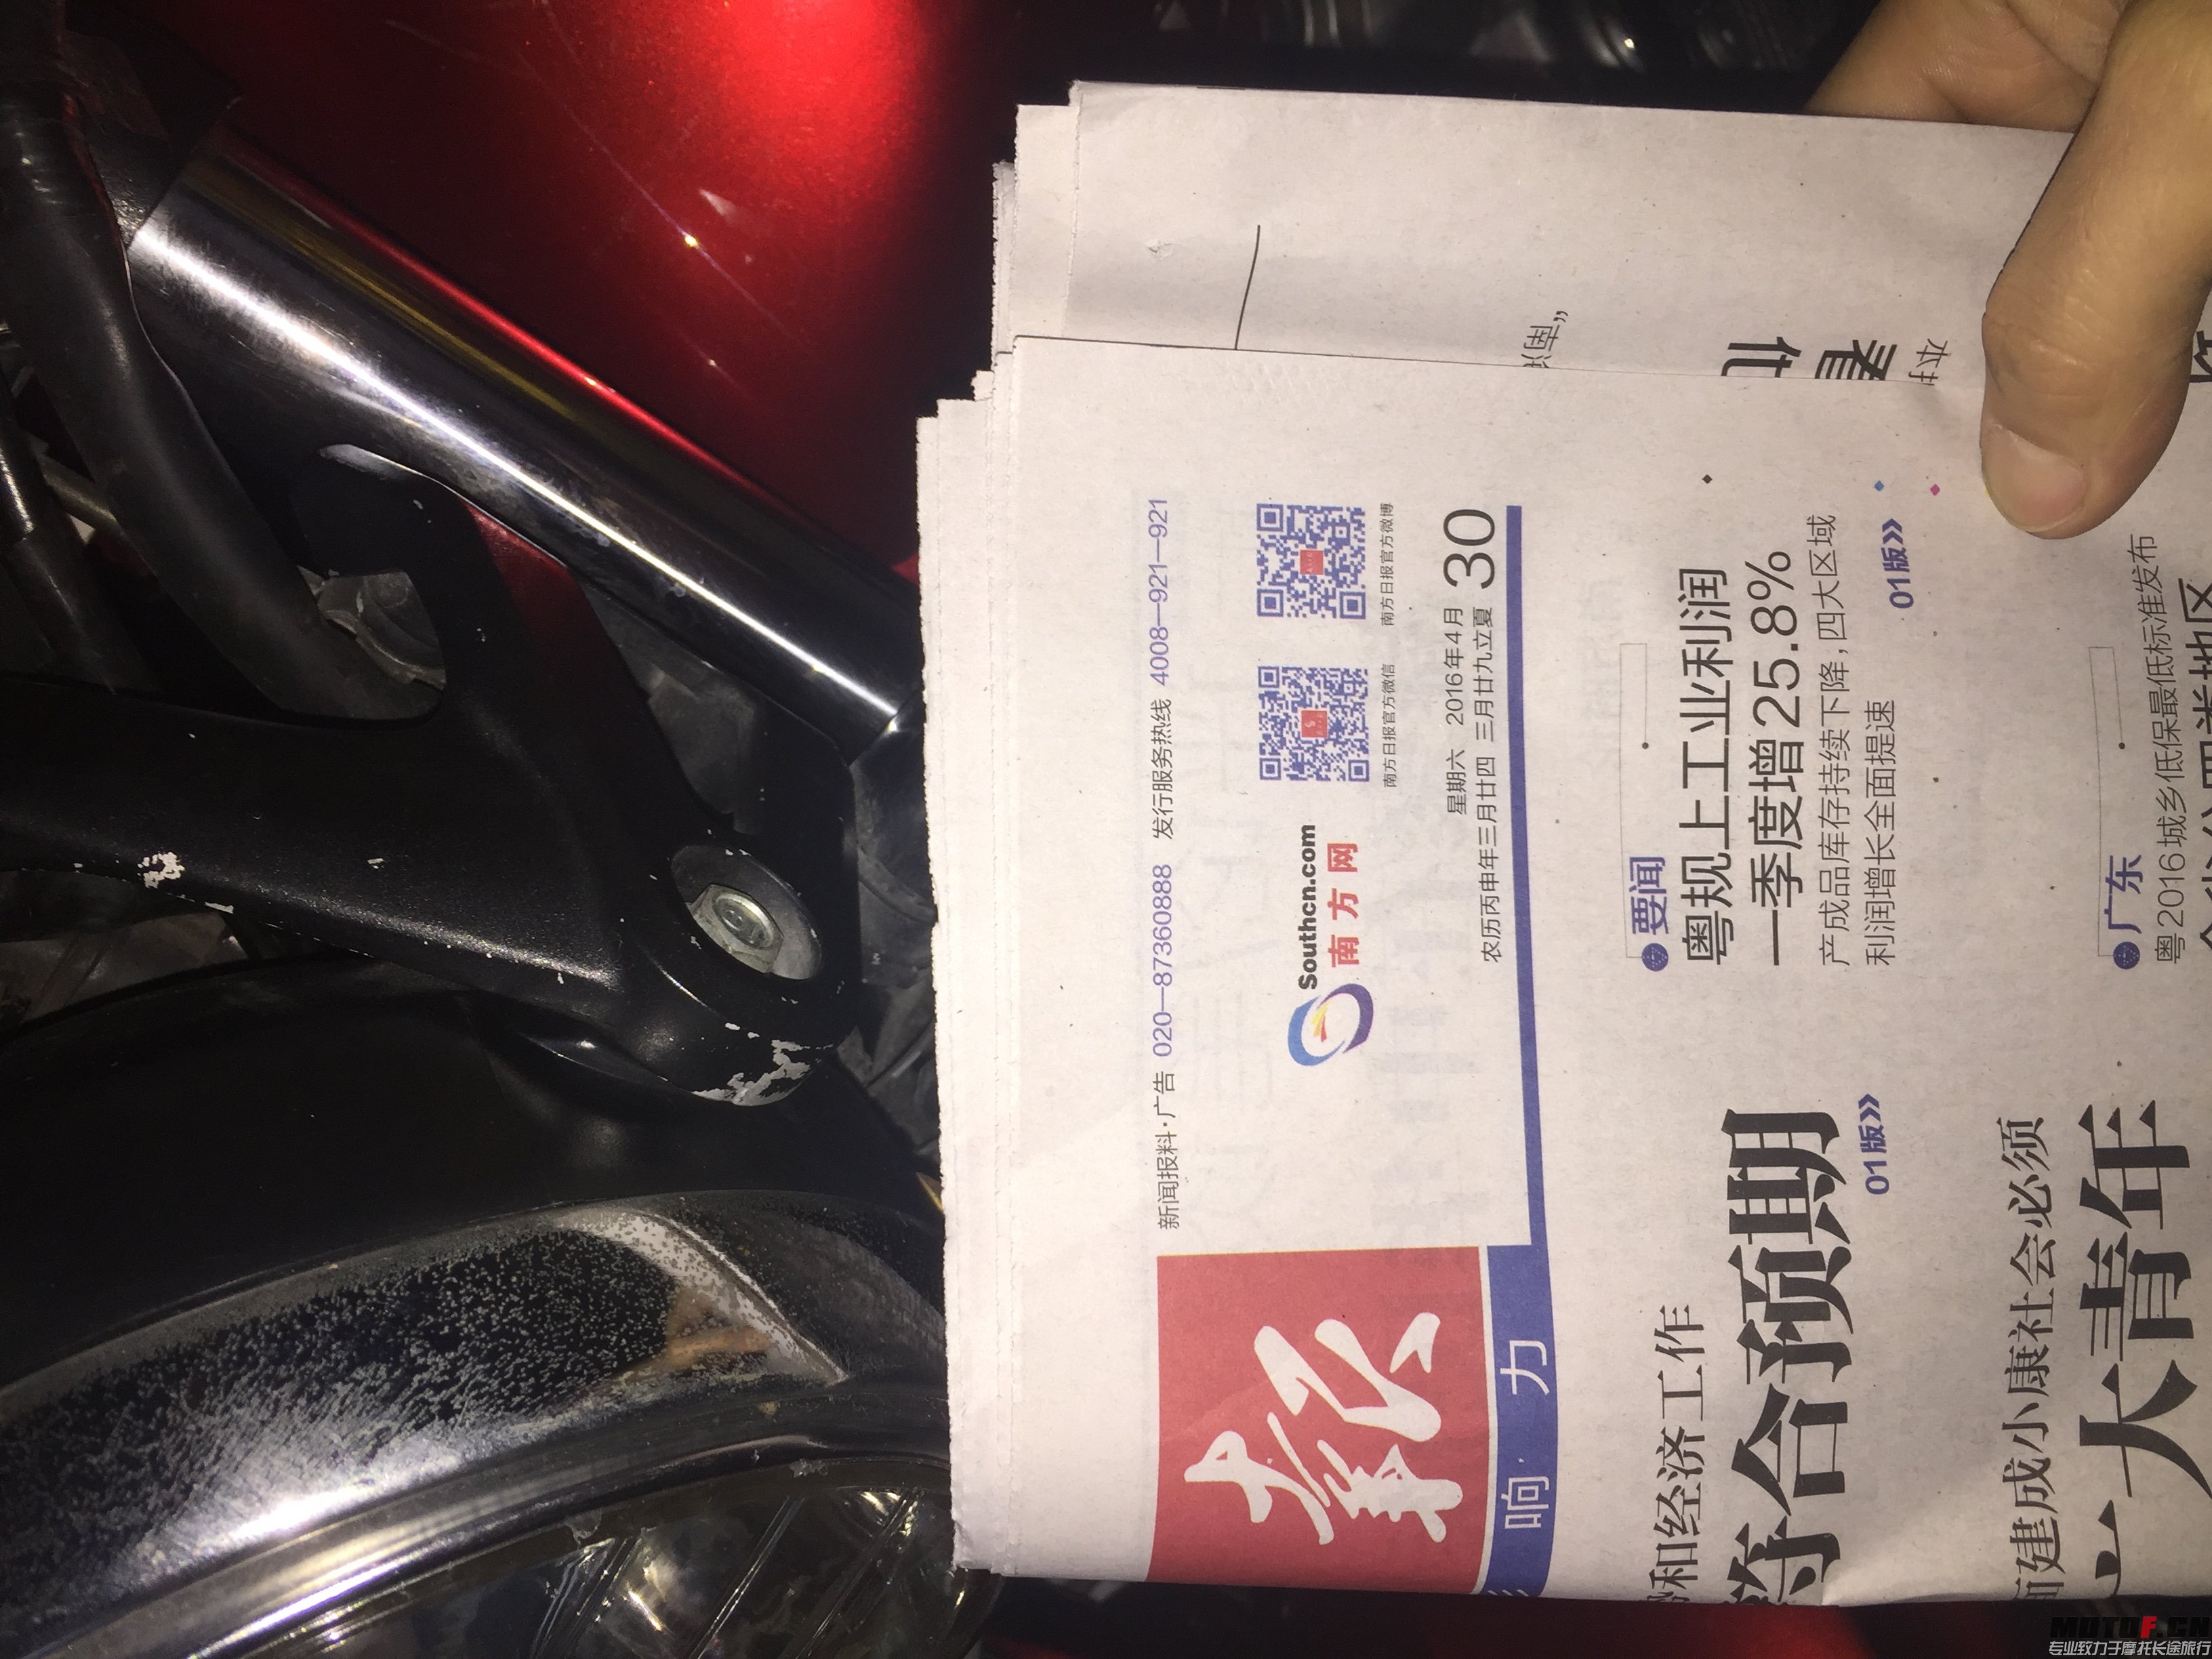 新闻报料·广告 020—87360888 发行服务热线 4008—921—921
Southcn.com
南方网
南方日报官方微信
南方日报官方微博
星期六 2016年4月
农历丙申年三月廿四 三月廿九立夏
30
报
响 力
要闻
粤规上工业利润
一季度增25.8%
产成品库存持续下降,四大区域
利润增长全面提速
01版
和经济工作
符合预期
01版
广东
粤2016城乡低保最低标准发布
面建成小康社会必须
大青年
看
MOTOF.CN
专业致力于摩托长途旅行